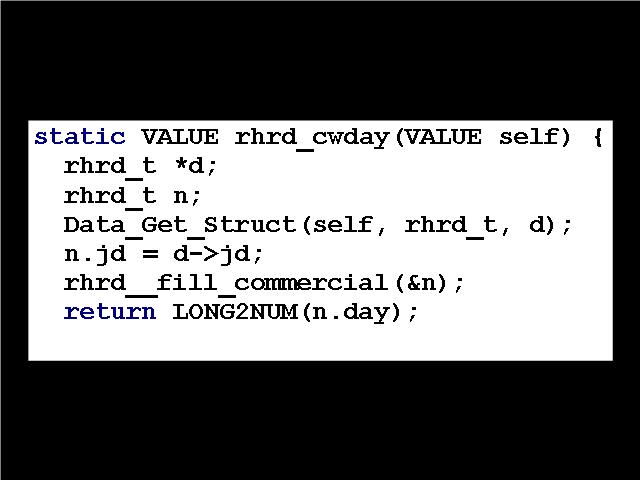 static VALUE rhrd_cwday(VALUE self) {
  rhrd_t *d;
  rhrd_t n;
  Data_Get_Struct(self, rhrd_t, d);
  n.jd = d->jd;
  rhrd__fill_commercial(&n);
  return LONG2NUM(n.day);